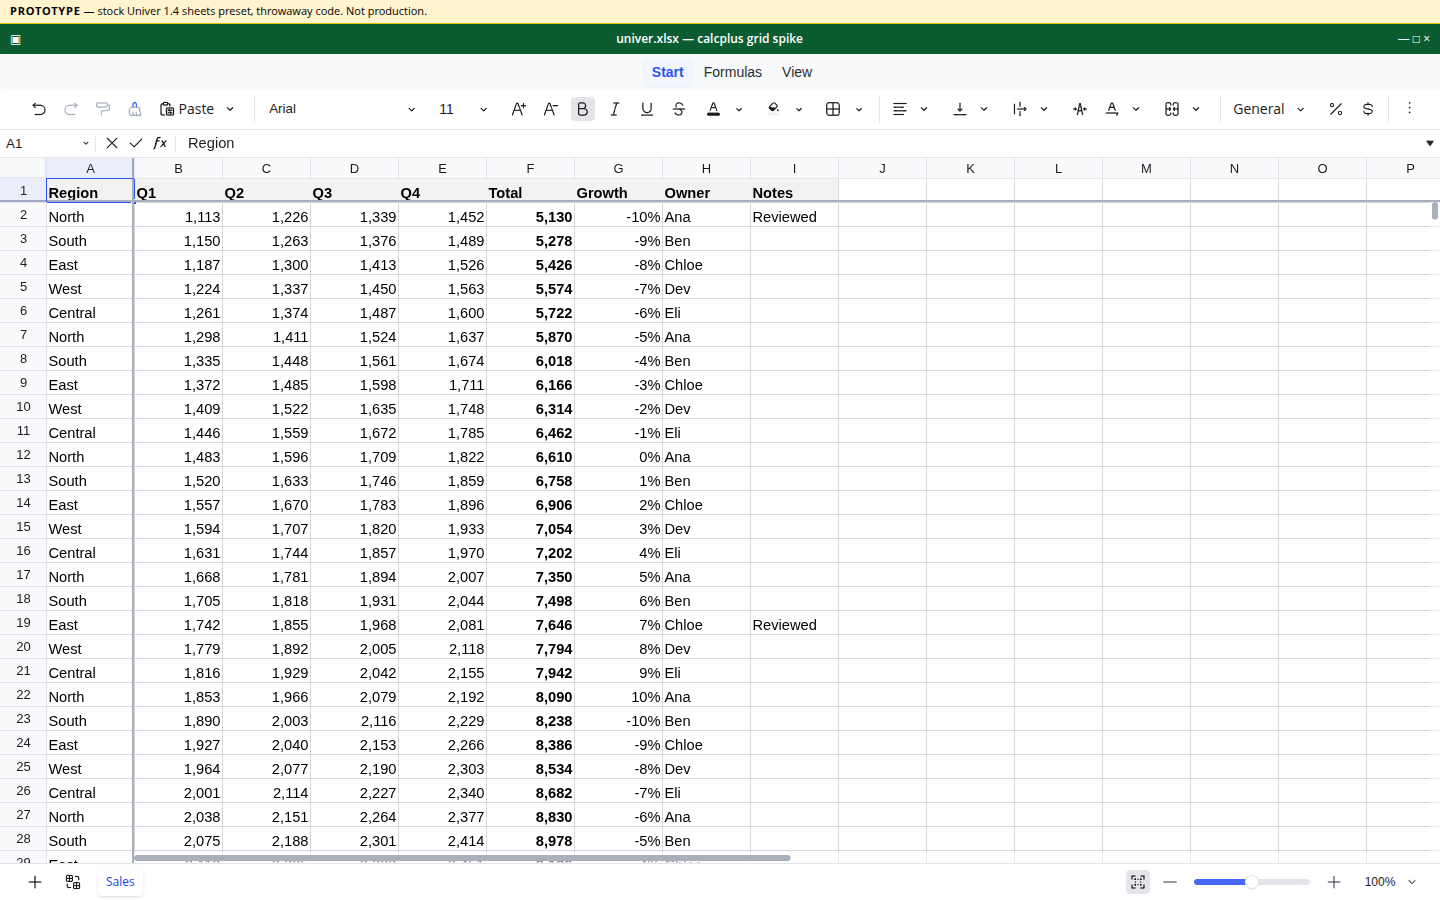 PROTOTYPE — stock Univer 1.4 sheets preset, throwaway code. Not production.
univer.xlsx — calcplus grid spike
Start Formulas View
Paste Arial 11 General
A1 fx Region
A B C D E F G H I J K L M N O P
1 Region Q1 Q2 Q3 Q4 Total Growth Owner Notes
2 North 1,113 1,226 1,339 1,452 5,130 -10% Ana Reviewed
3 South 1,150 1,263 1,376 1,489 5,278 -9% Ben
4 East 1,187 1,300 1,413 1,526 5,426 -8% Chloe
5 West 1,224 1,337 1,450 1,563 5,574 -7% Dev
6 Central 1,261 1,374 1,487 1,600 5,722 -6% Eli
7 North 1,298 1,411 1,524 1,637 5,870 -5% Ana
8 South 1,335 1,448 1,561 1,674 6,018 -4% Ben
9 East 1,372 1,485 1,598 1,711 6,166 -3% Chloe
10 West 1,409 1,522 1,635 1,748 6,314 -2% Dev
11 Central 1,446 1,559 1,672 1,785 6,462 -1% Eli
12 North 1,483 1,596 1,709 1,822 6,610 0% Ana
13 South 1,520 1,633 1,746 1,859 6,758 1% Ben
14 East 1,557 1,670 1,783 1,896 6,906 2% Chloe
15 West 1,594 1,707 1,820 1,933 7,054 3% Dev
16 Central 1,631 1,744 1,857 1,970 7,202 4% Eli
17 North 1,668 1,781 1,894 2,007 7,350 5% Ana
18 South 1,705 1,818 1,931 2,044 7,498 6% Ben
19 East 1,742 1,855 1,968 2,081 7,646 7% Chloe Reviewed
20 West 1,779 1,892 2,005 2,118 7,794 8% Dev
21 Central 1,816 1,929 2,042 2,155 7,942 9% Eli
22 North 1,853 1,966 2,079 2,192 8,090 10% Ana
23 South 1,890 2,003 2,116 2,229 8,238 -10% Ben
24 East 1,927 2,040 2,153 2,266 8,386 -9% Chloe
25 West 1,964 2,077 2,190 2,303 8,534 -8% Dev
26 Central 2,001 2,114 2,227 2,340 8,682 -7% Eli
27 North 2,038 2,151 2,264 2,377 8,830 -6% Ana
28 South 2,075 2,188 2,301 2,414 8,978 -5% Ben
29 East
Sales 100%